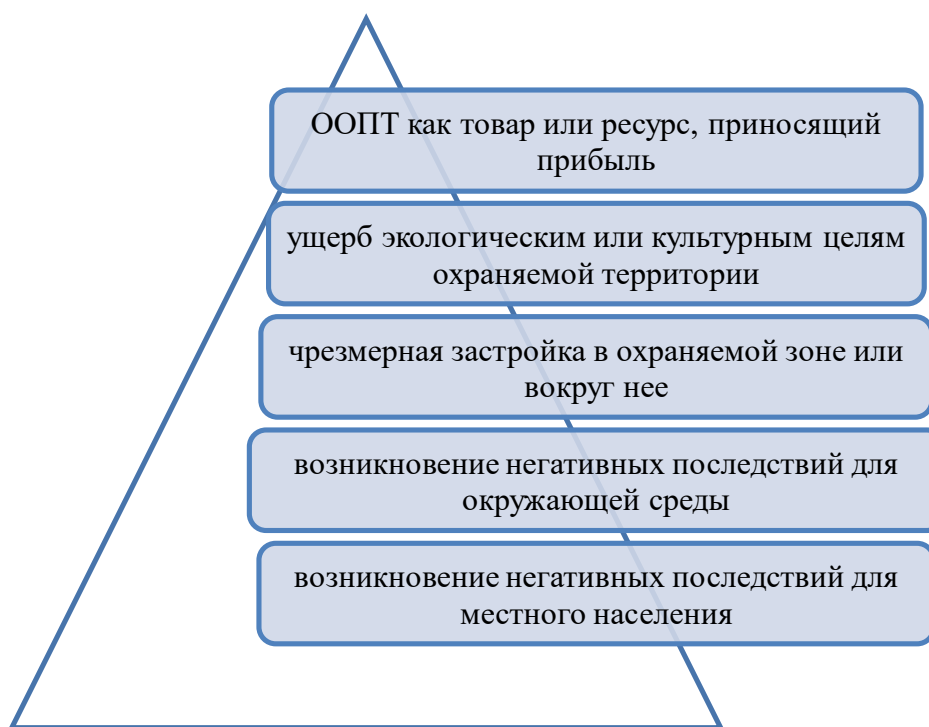 ООПТ как товар или ресурс, приносящий
прибыль
ущерб экологическим или культурным целям
охраняемой территории
чрезмерная застройка в охраняемой зоне или
вокруг нее
возникновение негативных последствий для
окружающей среды
возникновение негативных последствий для
местного населения